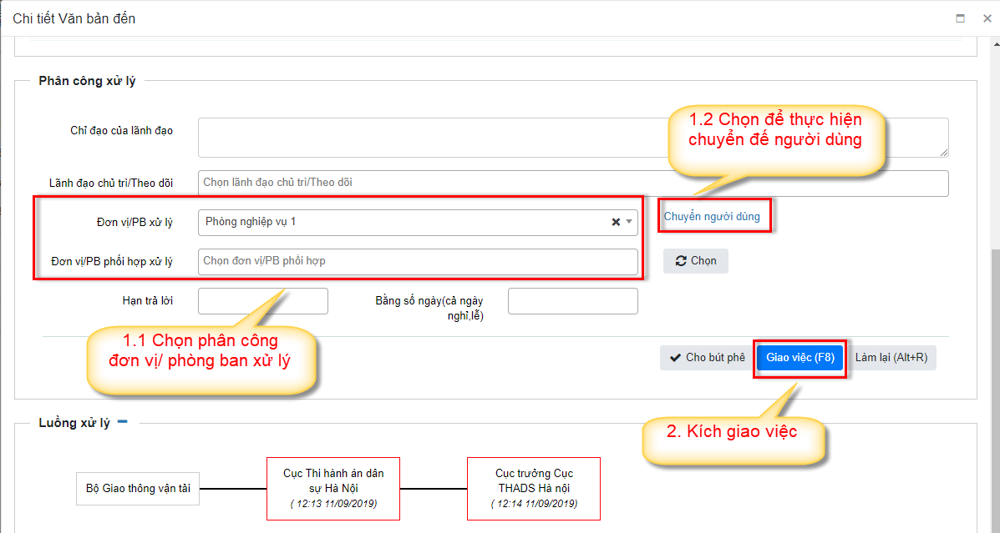 Chi tiết Văn bản đến
Phân công xử lý
Chỉ đạo của lãnh đạo
1.2 Chọn để thực hiện
chuyển đế người dùng
Lãnh đạo chủ trì/Theo dõi
Chọn lãnh đạo chủ trì/Theo dõi
Đơn vị/PB xử lý
Phòng nghiệp vụ 1
Chuyển người dùng
Đơn vị/PB phối hợp xử lý
Chọn đơn vị/PB phối hợp
Chọn
Hạn trả lời
Bằng số ngày(cả ngày
nghỉ,lễ)
1.1 Chọn phân công
đơn vị/ phòng ban xử lý
Cho bút phê
Giao việc (F8)
Làm lại (Alt+R)
2. Kích giao việc
Luồng xử lý
Bộ Giao thông vận tải
Cục Thi hành án dân
sự Hà Nội
( 12:13 11/09/2019)
Cục trưởng Cục
THADS Hà nội
( 12:14 11/09/2019)